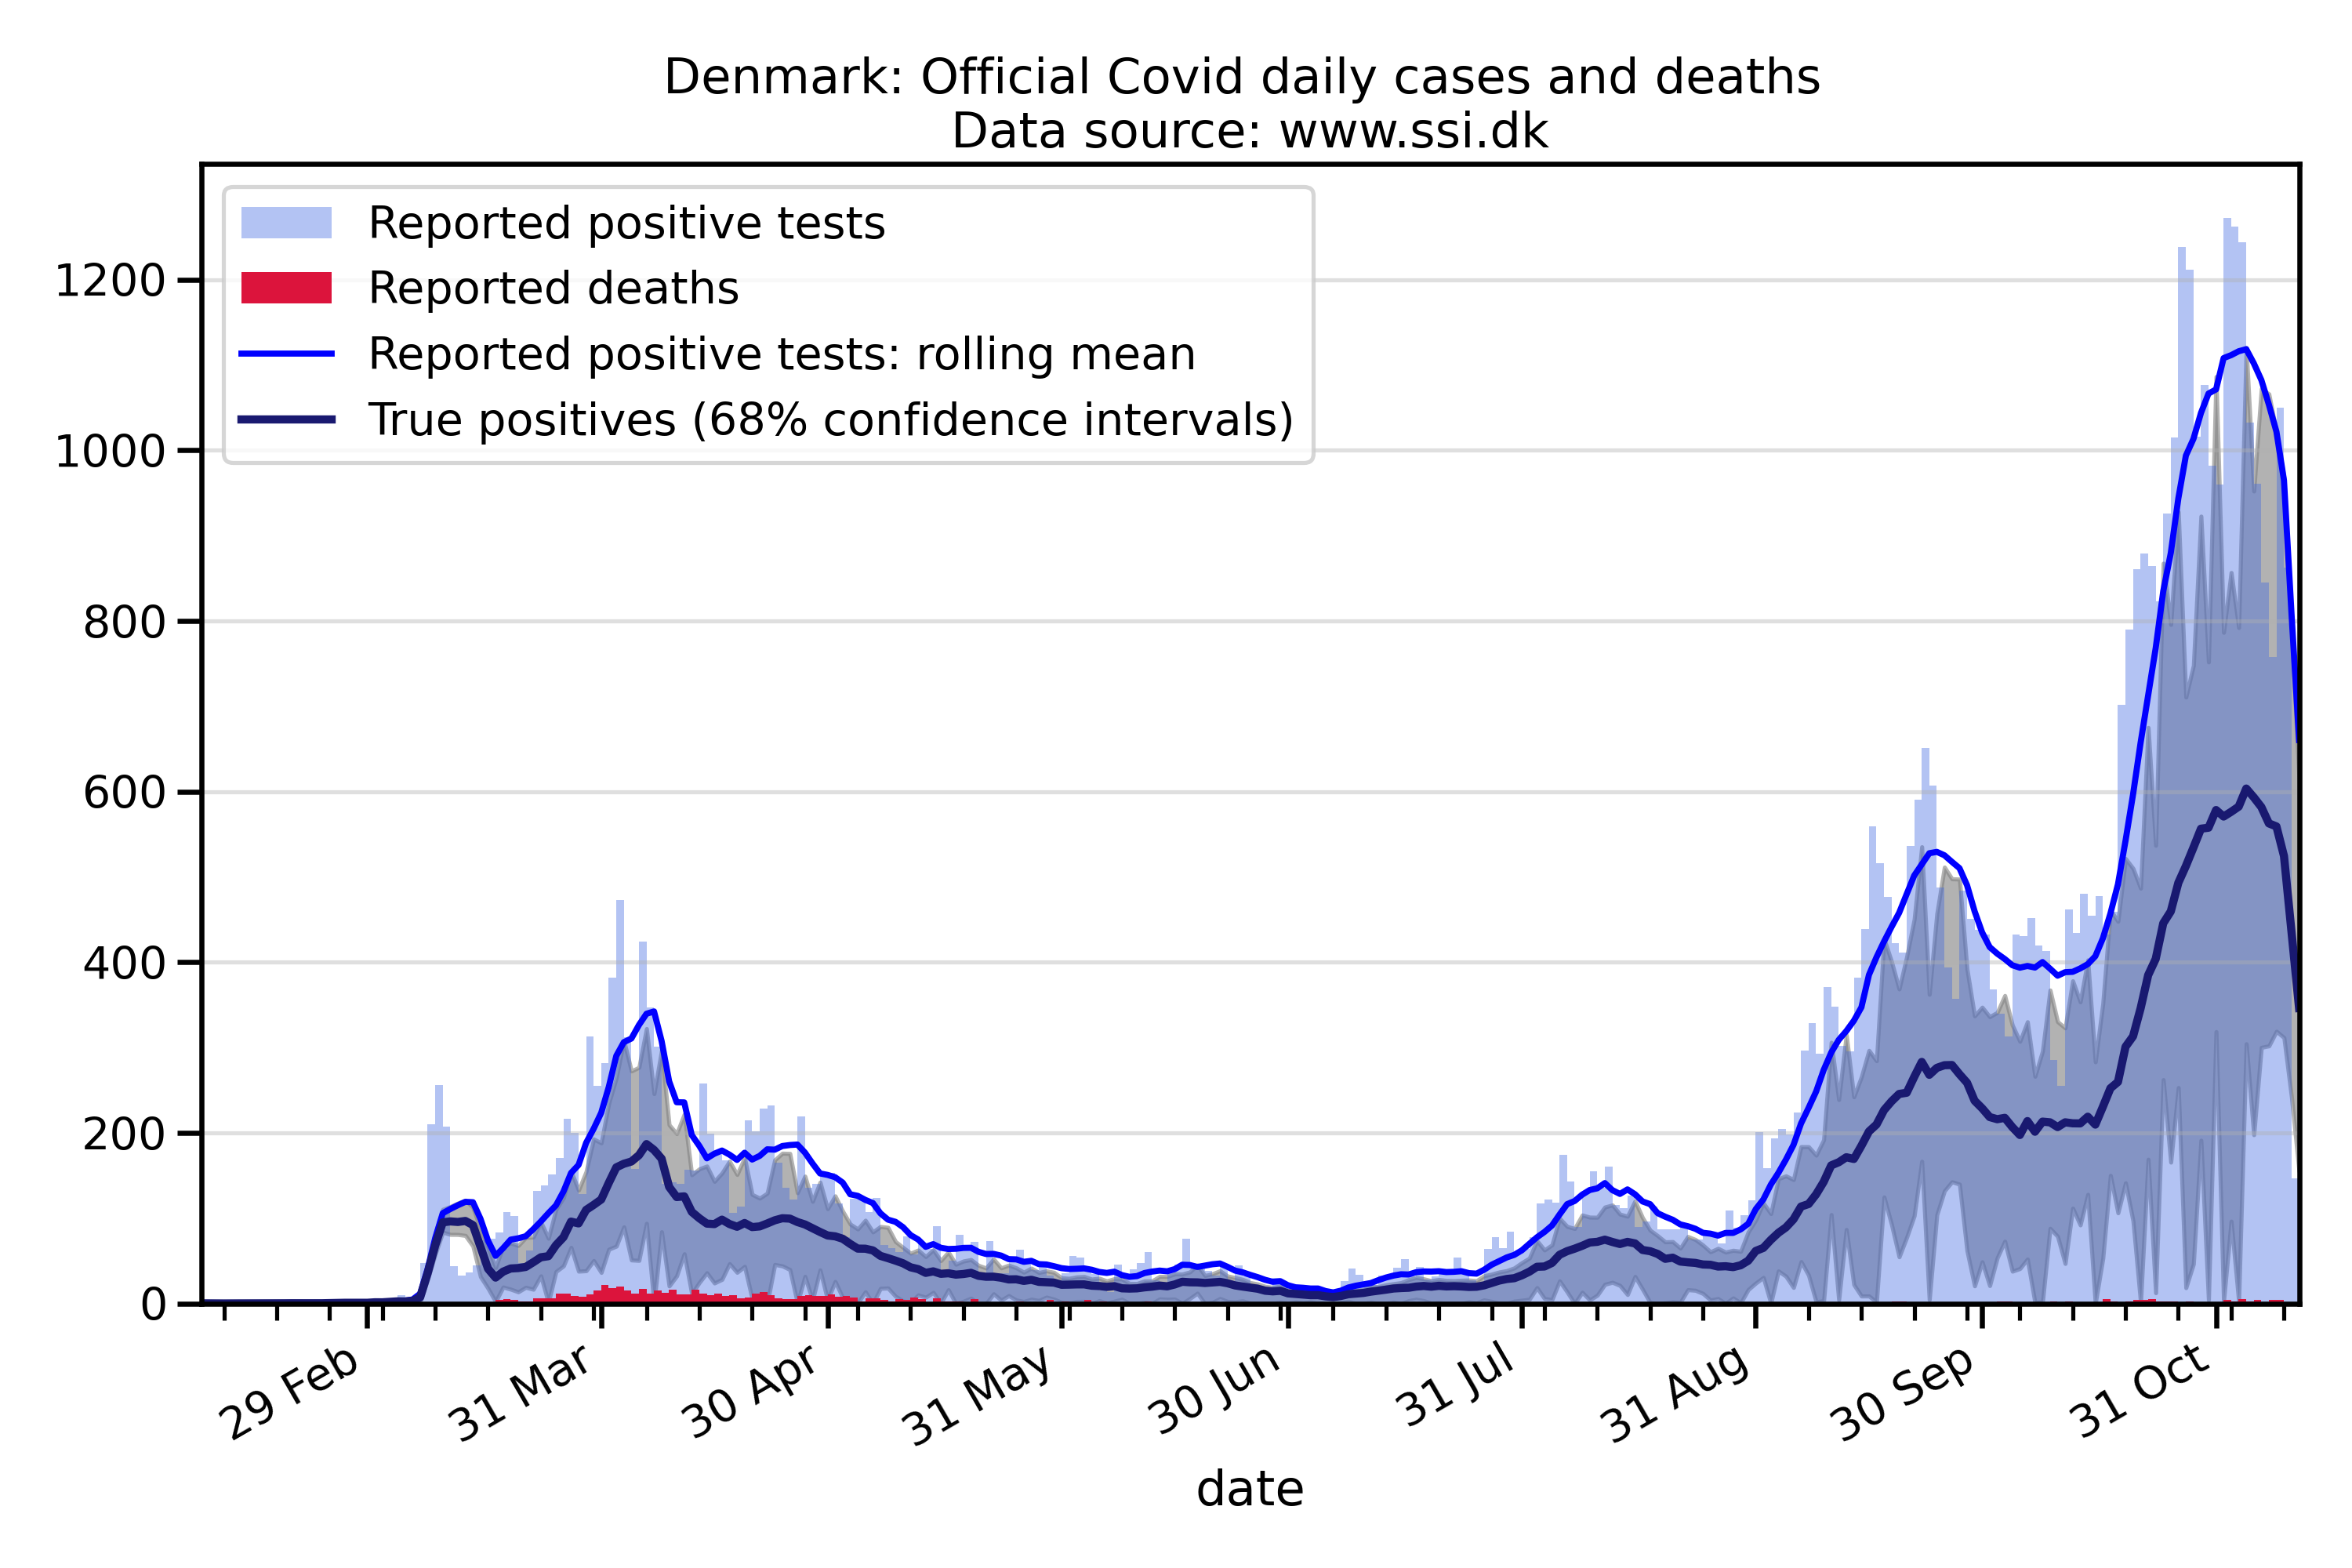 Denmark: Official Covid daily cases and deaths
Data source: www.ssi.dk
Reported positive tests
Reported deaths
Reported positive tests: rolling mean
True positives (68% confidence intervals)
1200
1000
800
600
400
200
0
29 Feb
31 Mar
30 Apr
31 May
30 Jun
31 Jul
31 Aug
30 Sep
31 Oct
date